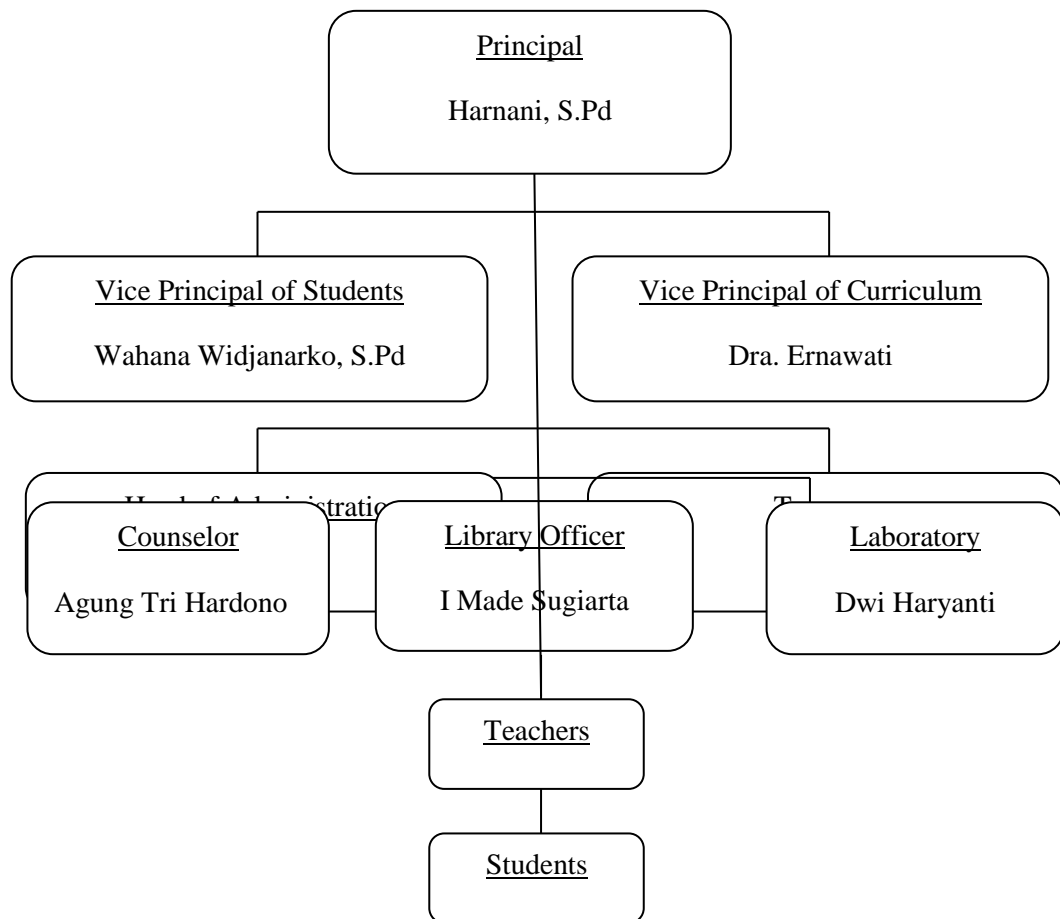 Principal
Harnani, S.Pd
Vice Principal of Students
Wahana Widjanarko, S.Pd
Vice Principal of Curriculum
Dra. Ernawati
Counselor
Agung Tri Hardono
Library Officer
I Made Sugiarta
Laboratory
Dwi Haryanti
Teachers
Students